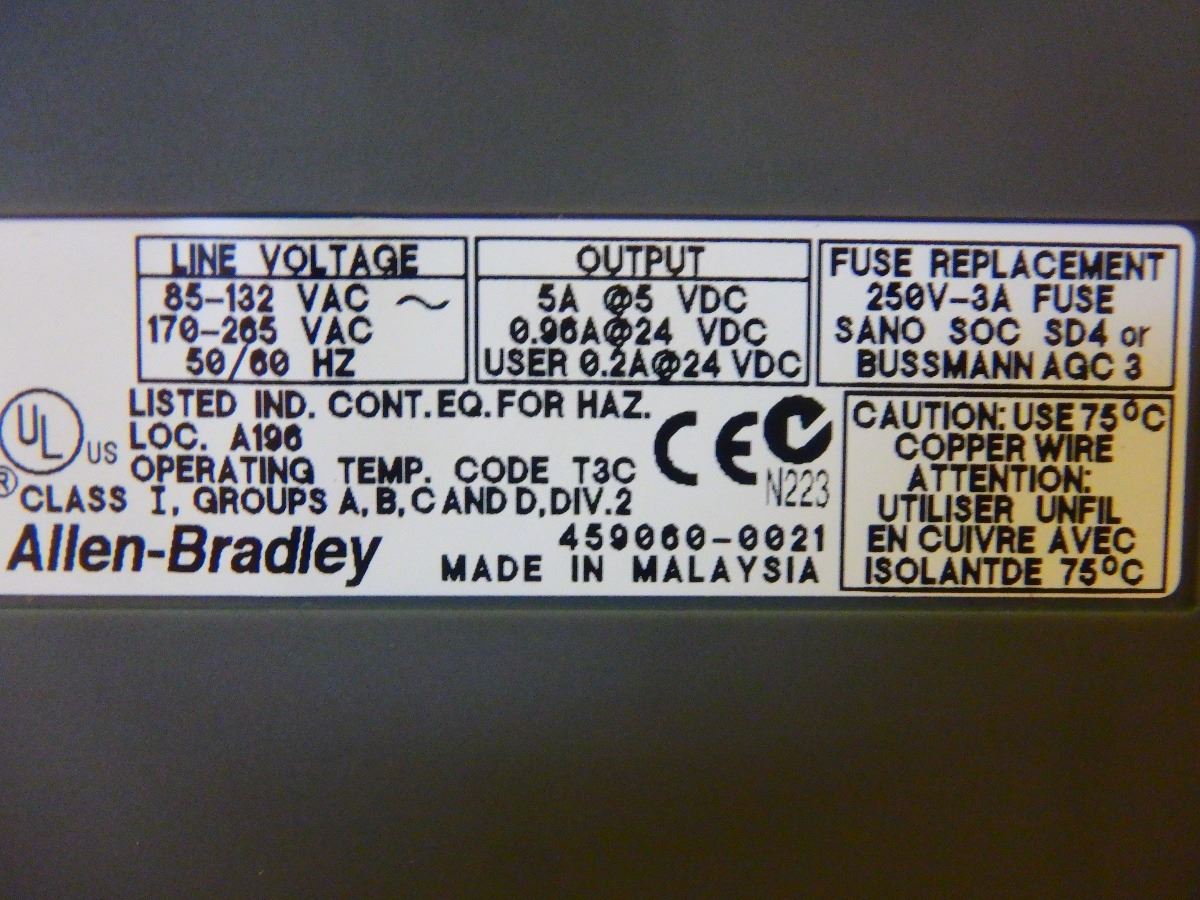 LINE VOLTAGE
85-132 VAC ~
170-265 VAC
50/60 HZ
OUTPUT
5A @5 VDC
0.96A@24 VDC
USER 0.2A@24 VDC
FUSE REPLACEMENT
250V-3A FUSE
SANO SOC SD4 or
BUSSMANN AGC 3
UL US
®
LISTED IND. CONT. EQ. FOR HAZ.
LOC. A196
OPERATING TEMP. CODE T3C
CLASS I, GROUPS A, B, C AND D, DIV.2
CE
N223
Allen-Bradley
459060-0021
MADE IN MALAYSIA
CAUTION: USE 75°C
COPPER WIRE
ATTENTION:
UTILISER UNFIL
EN CUIVRE AVEC
ISOLANTDE 75°C